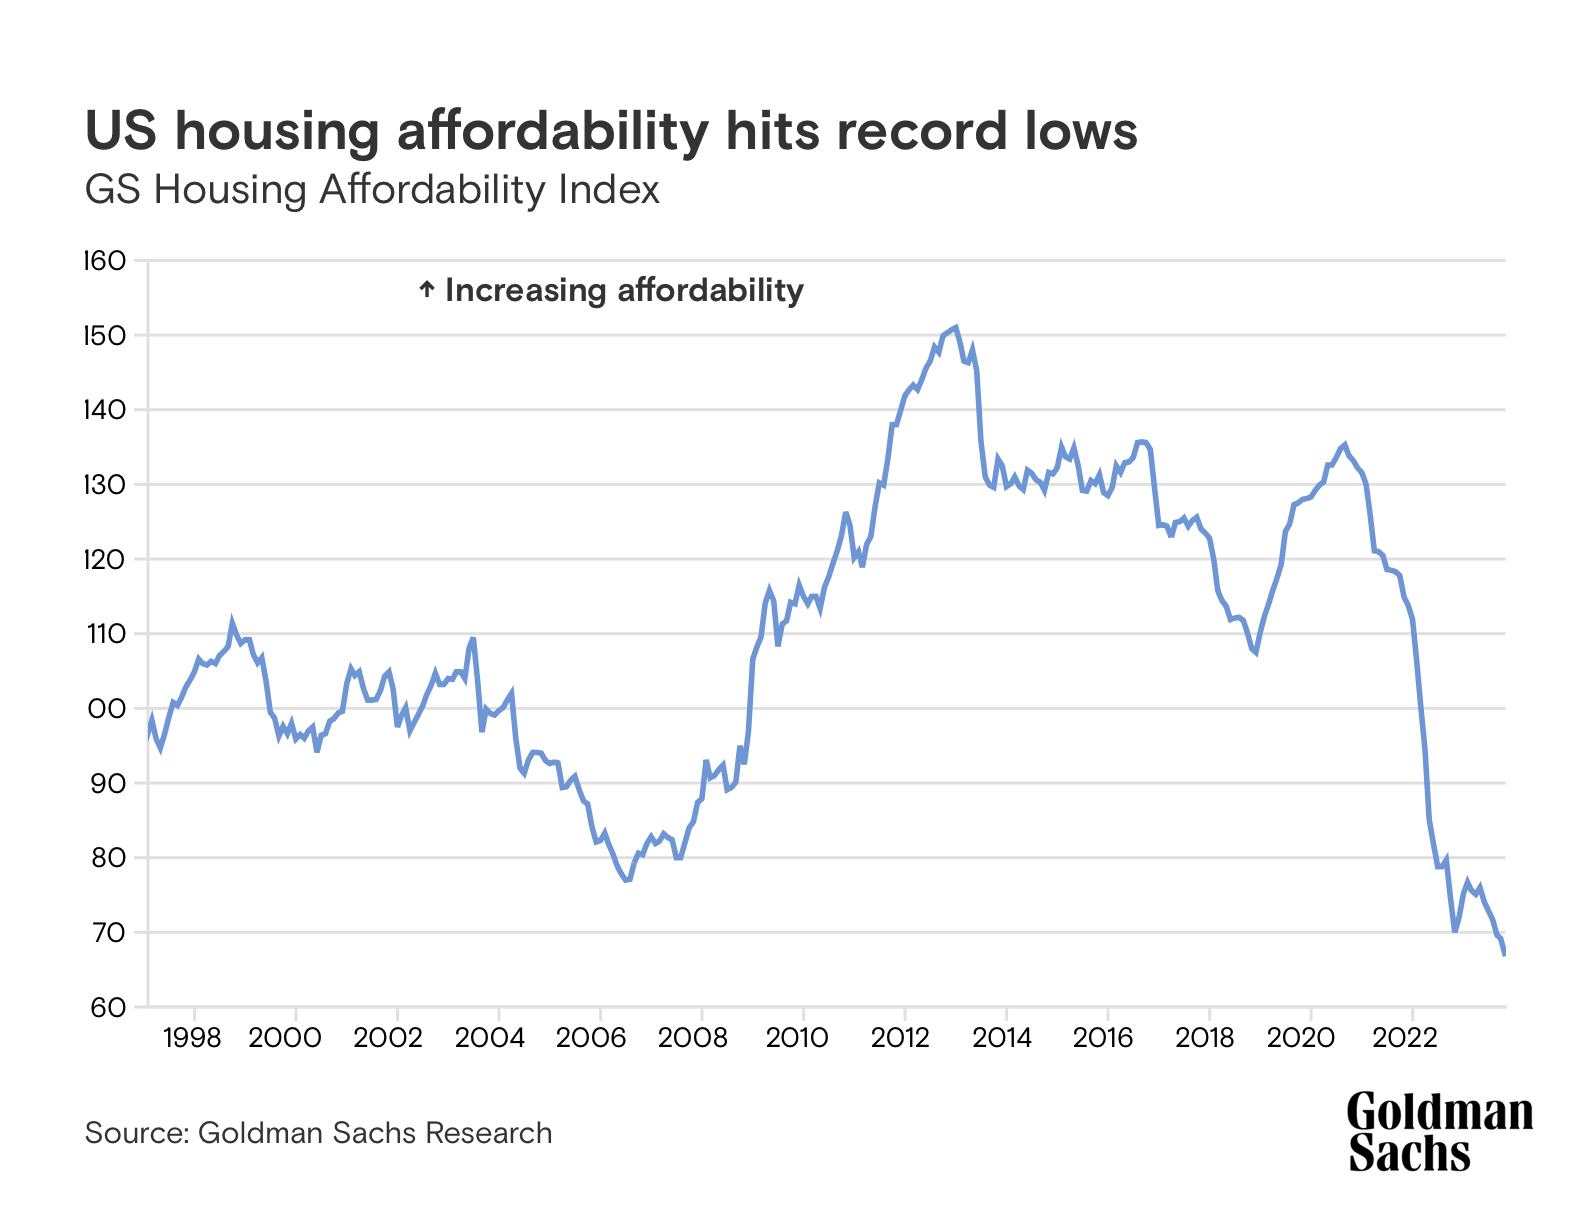 US housing affordability hits record lows
GS Housing Affordability Index
160
↑ Increasing affordability
150
140
130
120
110
00
90
80
70
60
1998 2000 2002 2004 2006 2008 2010 2012 2014 2016 2018 2020 2022
Source: Goldman Sachs Research
Goldman
Sachs